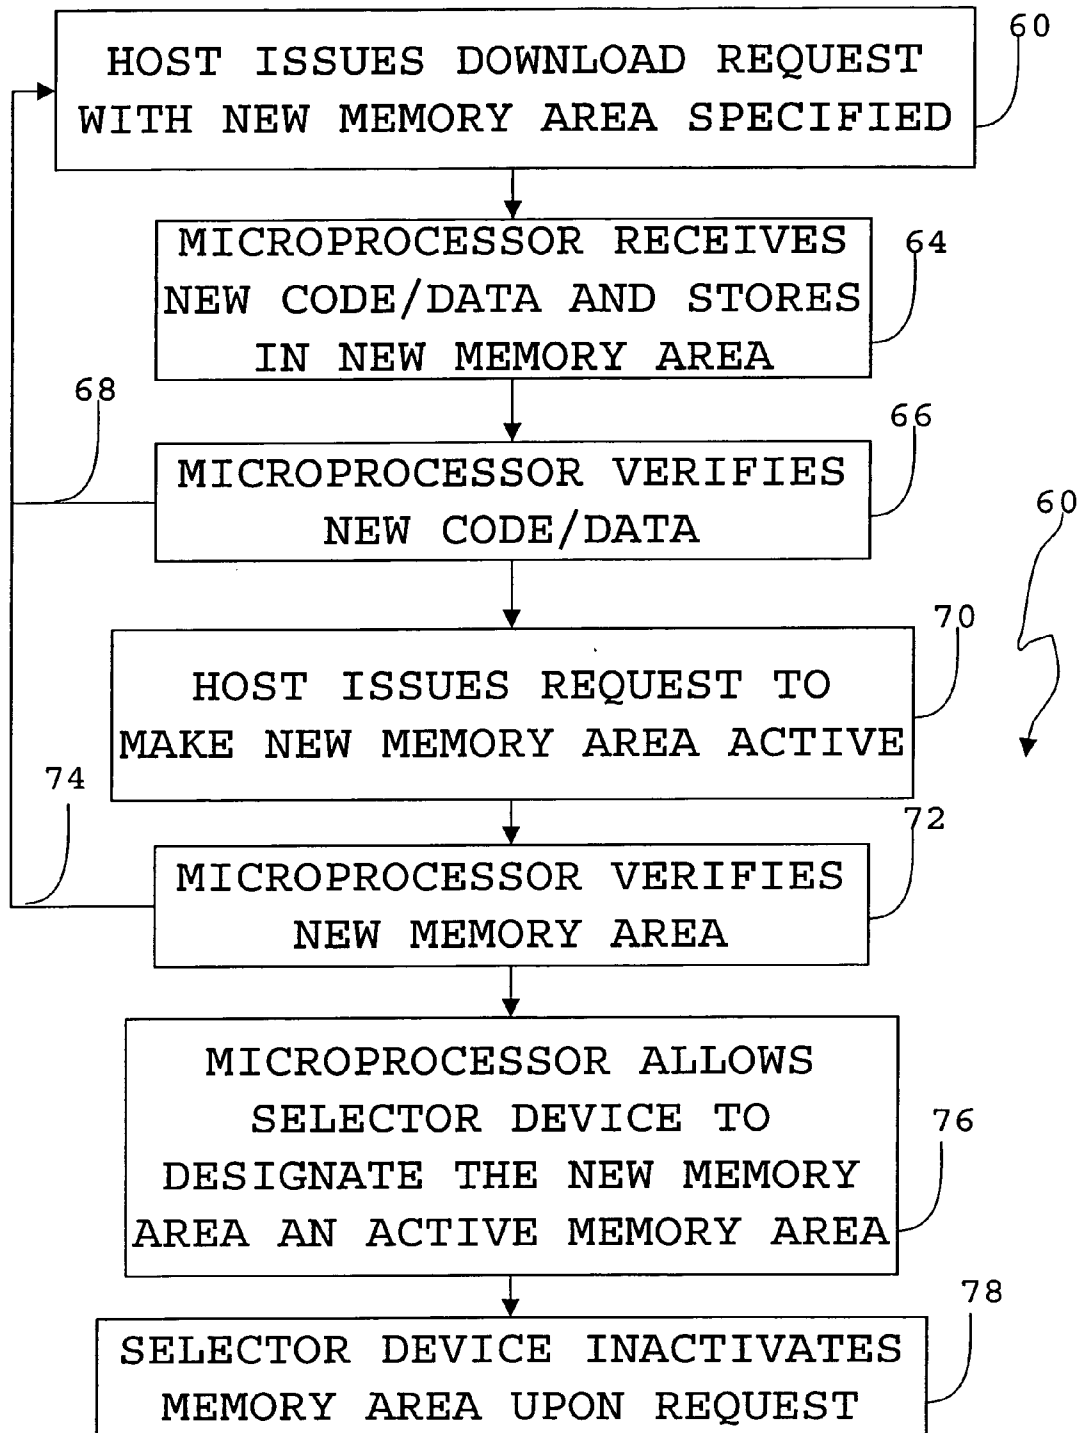 60
HOST ISSUES DOWNLOAD REQUEST
WITH NEW MEMORY AREA SPECIFIED
64
MICROPROCESSOR RECEIVES
NEW CODE/DATA AND STORES
IN NEW MEMORY AREA
68
66
MICROPROCESSOR VERIFIES
NEW CODE/DATA
60
70
HOST ISSUES REQUEST TO
MAKE NEW MEMORY AREA ACTIVE
74
72
MICROPROCESSOR VERIFIES
NEW MEMORY AREA
MICROPROCESSOR ALLOWS
SELECTOR DEVICE TO
DESIGNATE THE NEW MEMORY
AREA AN ACTIVE MEMORY AREA
76
78
SELECTOR DEVICE INACTIVATES
MEMORY AREA UPON REQUEST